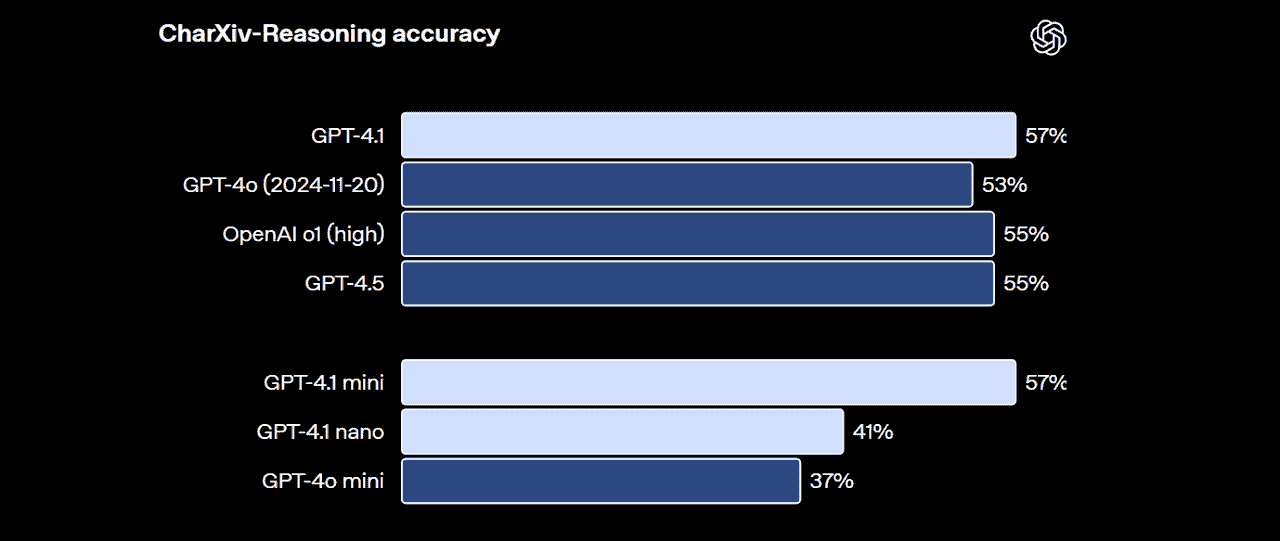 CharXiv-Reasoning accuracy
GPT-4.1 57%
GPT-4o (2024-11-20) 53%
OpenAI o1 (high) 55%
GPT-4.5 55%
GPT-4.1 mini 57%
GPT-4.1 nano 41%
GPT-4o mini 37%